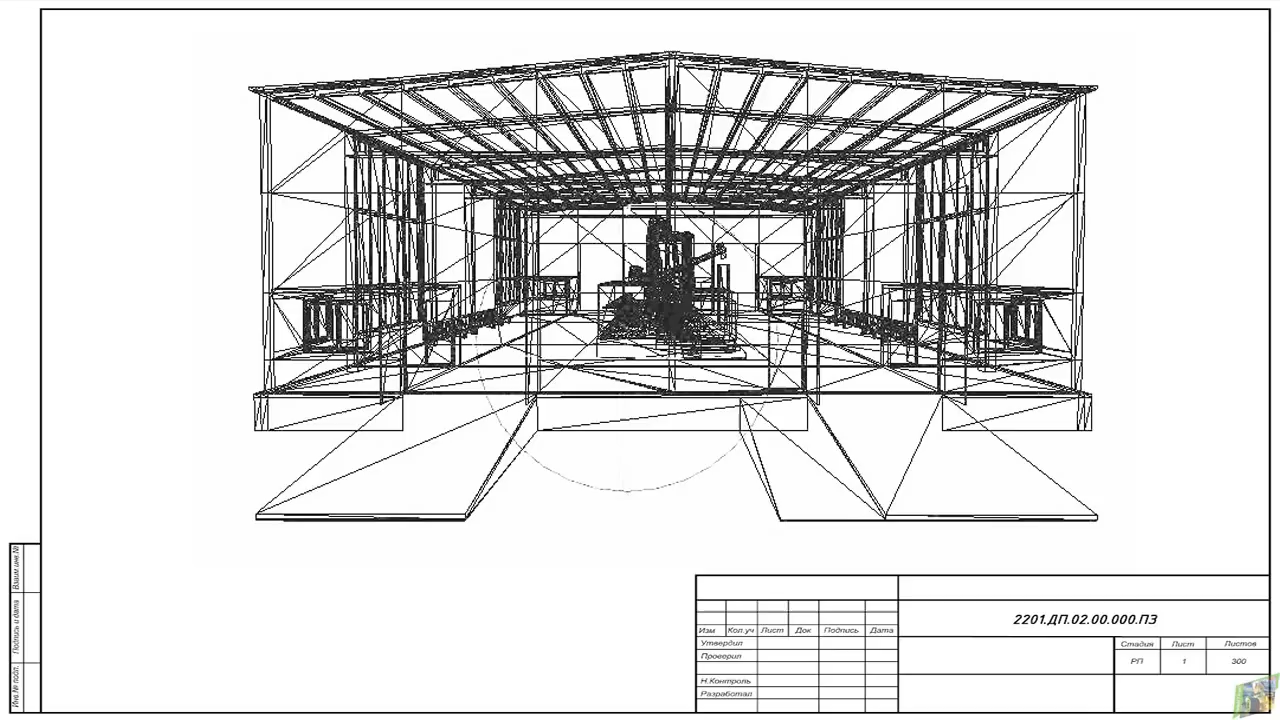 Взаим инв.№
Подпись и дата
Инв.№ подл.
2201.ДП.02.00.000.ПЗ
Изм Кол.уч Лист Док Подпись Дата
Утвердил
Стадия Лист Листов
Проверил
РП 1 300
Н.Контроль
Разработал